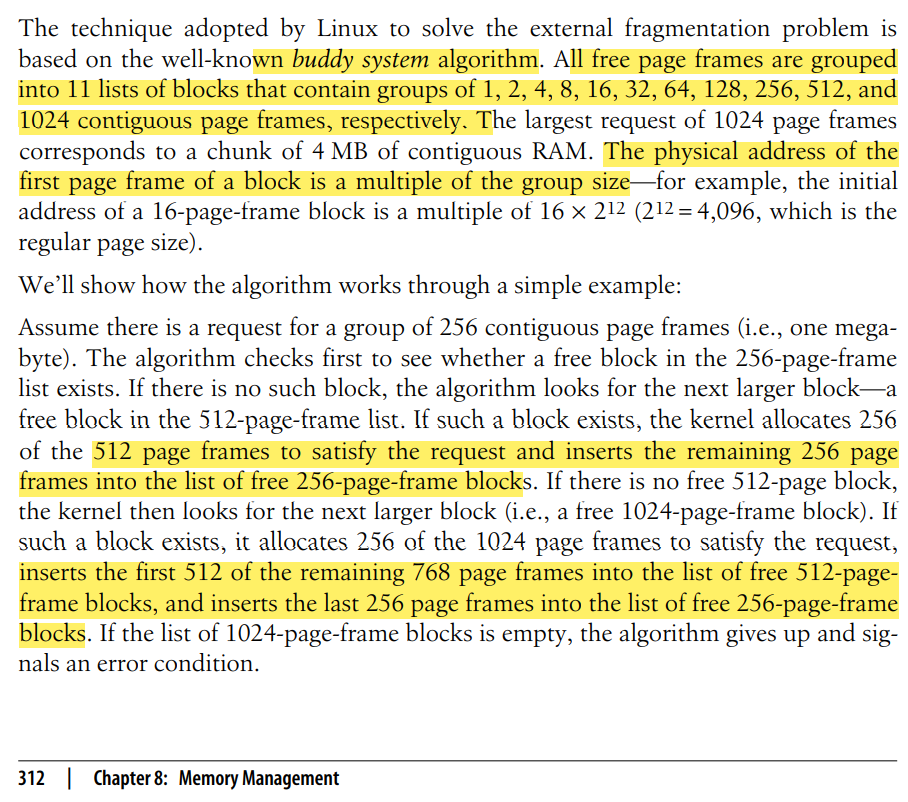 The technique adopted by Linux to solve the external fragmentation problem is
based on the well-known buddy system algorithm. All free page frames are grouped
into 11 lists of blocks that contain groups of 1, 2, 4, 8, 16, 32, 64, 128, 256, 512, and
1024 contiguous page frames, respectively. The largest request of 1024 page frames
corresponds to a chunk of 4 MB of contiguous RAM. The physical address of the
first page frame of a block is a multiple of the group size—for example, the initial
address of a 16-page-frame block is a multiple of 16 × 2¹² (2¹² = 4,096, which is the
regular page size).
We’ll show how the algorithm works through a simple example:
Assume there is a request for a group of 256 contiguous page frames (i.e., one mega-
byte). The algorithm checks first to see whether a free block in the 256-page-frame
list exists. If there is no such block, the algorithm looks for the next larger block—a
free block in the 512-page-frame list. If such a block exists, the kernel allocates 256
of the 512 page frames to satisfy the request and inserts the remaining 256 page
frames into the list of free 256-page-frame blocks. If there is no free 512-page block,
the kernel then looks for the next larger block (i.e., a free 1024-page-frame block). If
such a block exists, it allocates 256 of the 1024 page frames to satisfy the request,
inserts the first 512 of the remaining 768 page frames into the list of free 512-page-
frame blocks, and inserts the last 256 page frames into the list of free 256-page-frame
blocks. If the list of 1024-page-frame blocks is empty, the algorithm gives up and sig-
nals an error condition.
312 | Chapter 8: Memory Management